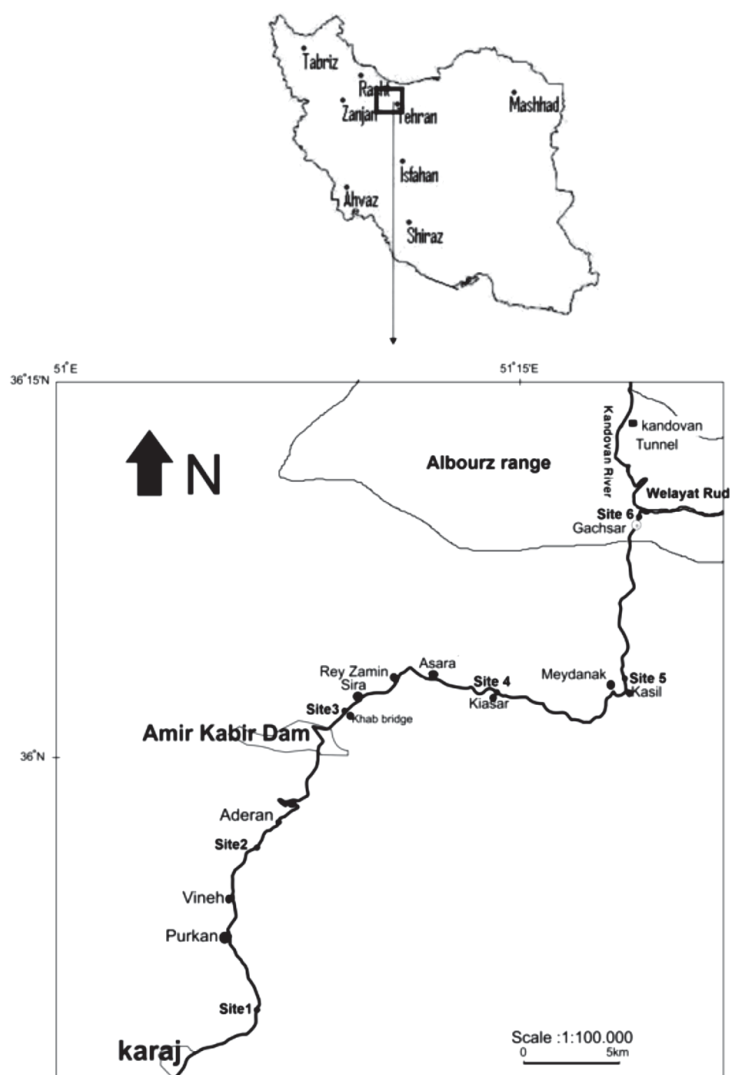 Tabriz
Rasht
Mashhad
Zanjan
Tehran
Isfahan
Ahvaz
Shiraz
51°E
51°15'E
36°15'N
N
Albourz range
Kandovan River
kandovan
Tunnel
Welayat Rud
Site 6
Gachsar
Rey Zamin
Asara
Sira
Site 4
Kiasar
Meydanak
Site 5
Kasil
Site3
Khab bridge
Amir Kabir Dam
36°N
Aderan
Site2
Vineh
Purkan
Site1
karaj
Scale :1:100.000
0 5km